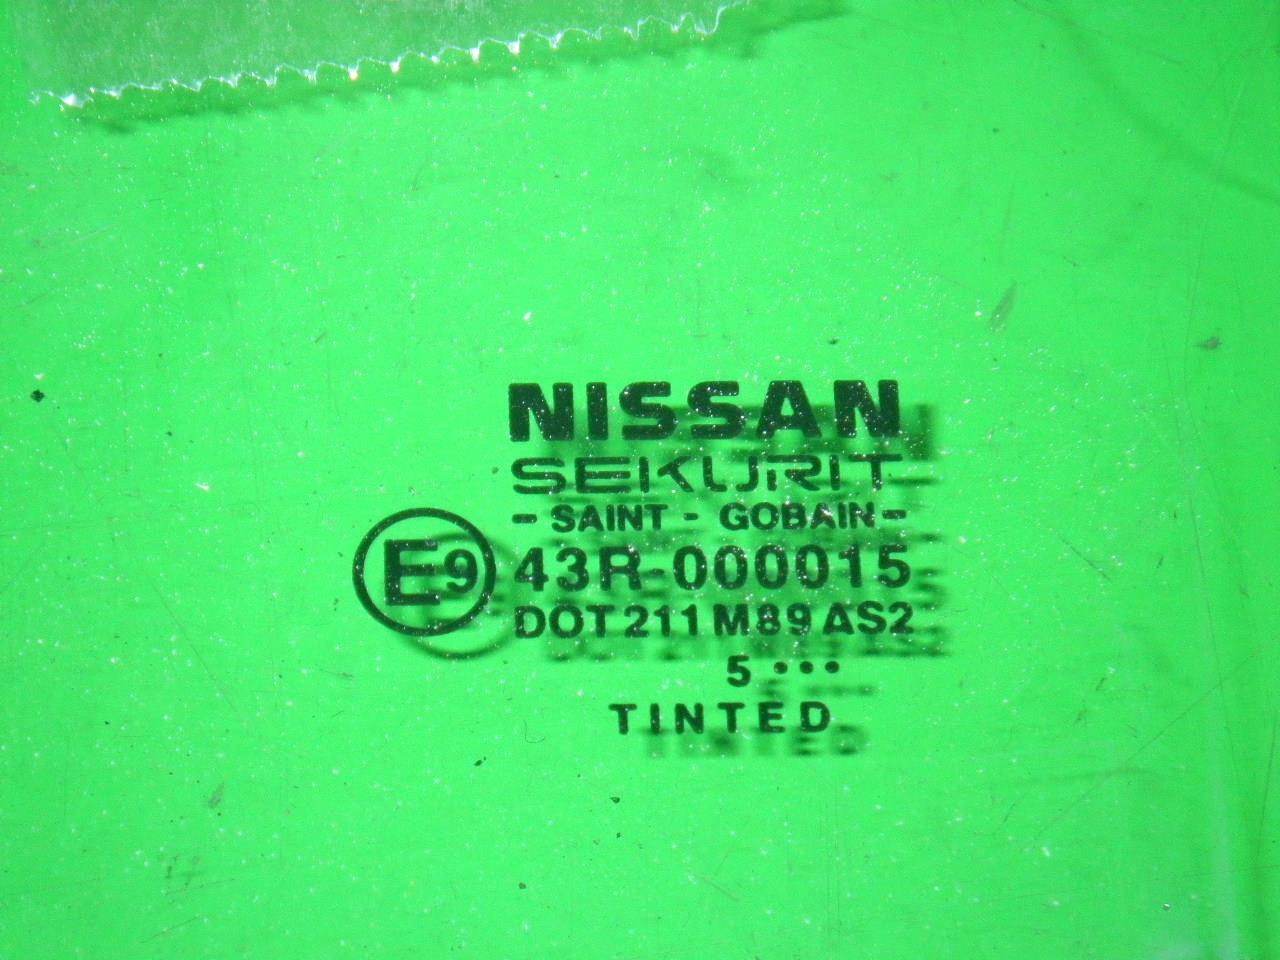 NISSAN
SEKURIT
- SAINT - GOBAIN -
E9 43R-000015
DOT 211 M89 AS2
5 •••
TINTED